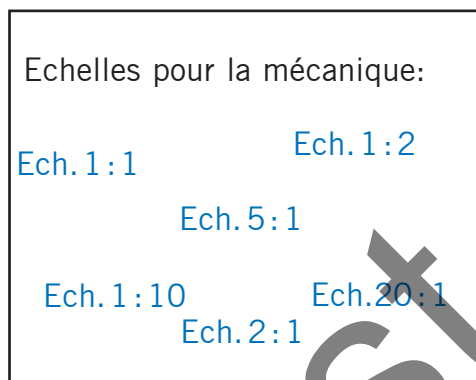 Echelles pour la mécanique:
Ech. 1:2
Ech. 1:1
Ech. 5:1
Ech. 1:10
Ech. 20:1
Ech. 2:1
st